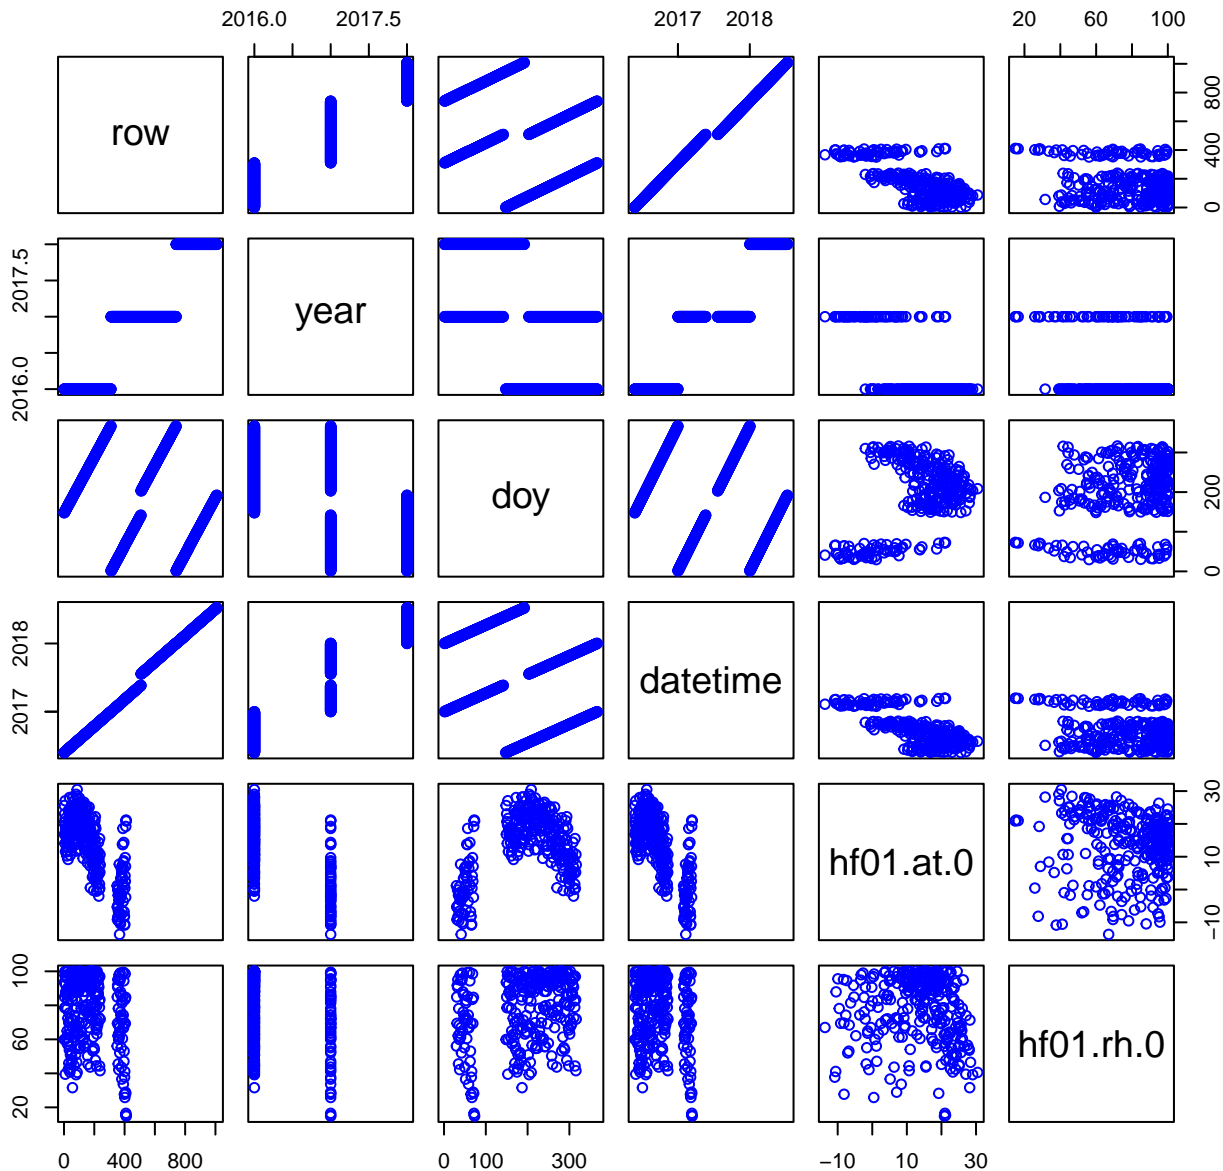 2016.0 2017.5 2017 2018 20 60 100
row 0 400 800
2016.0 2017.5 year
doy 0 200
2017 2018 datetime
hf01.at.0 −10 10 30
20 60 100 hf01.rh.0
0 400 800 0 100 300 −10 10 30